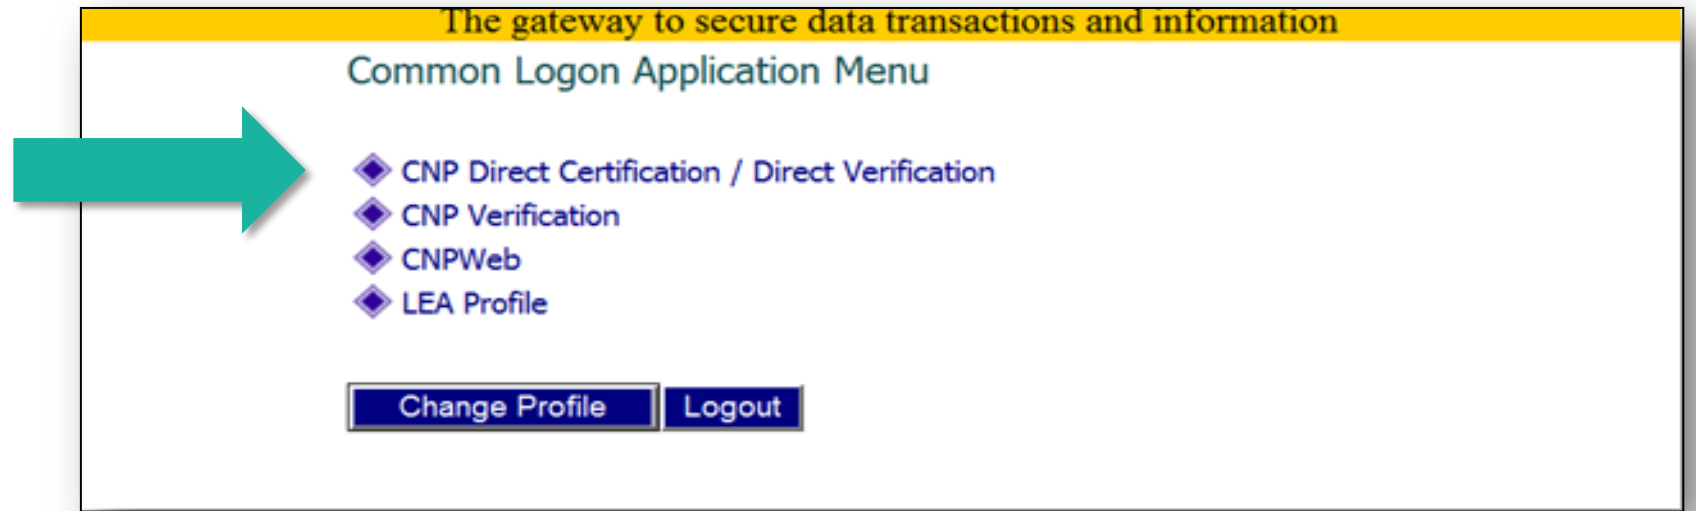 The gateway to secure data transactions and information
Common Logon Application Menu
CNP Direct Certification / Direct Verification
CNP Verification
CNPWeb
LEA Profile
Change Profile Logout